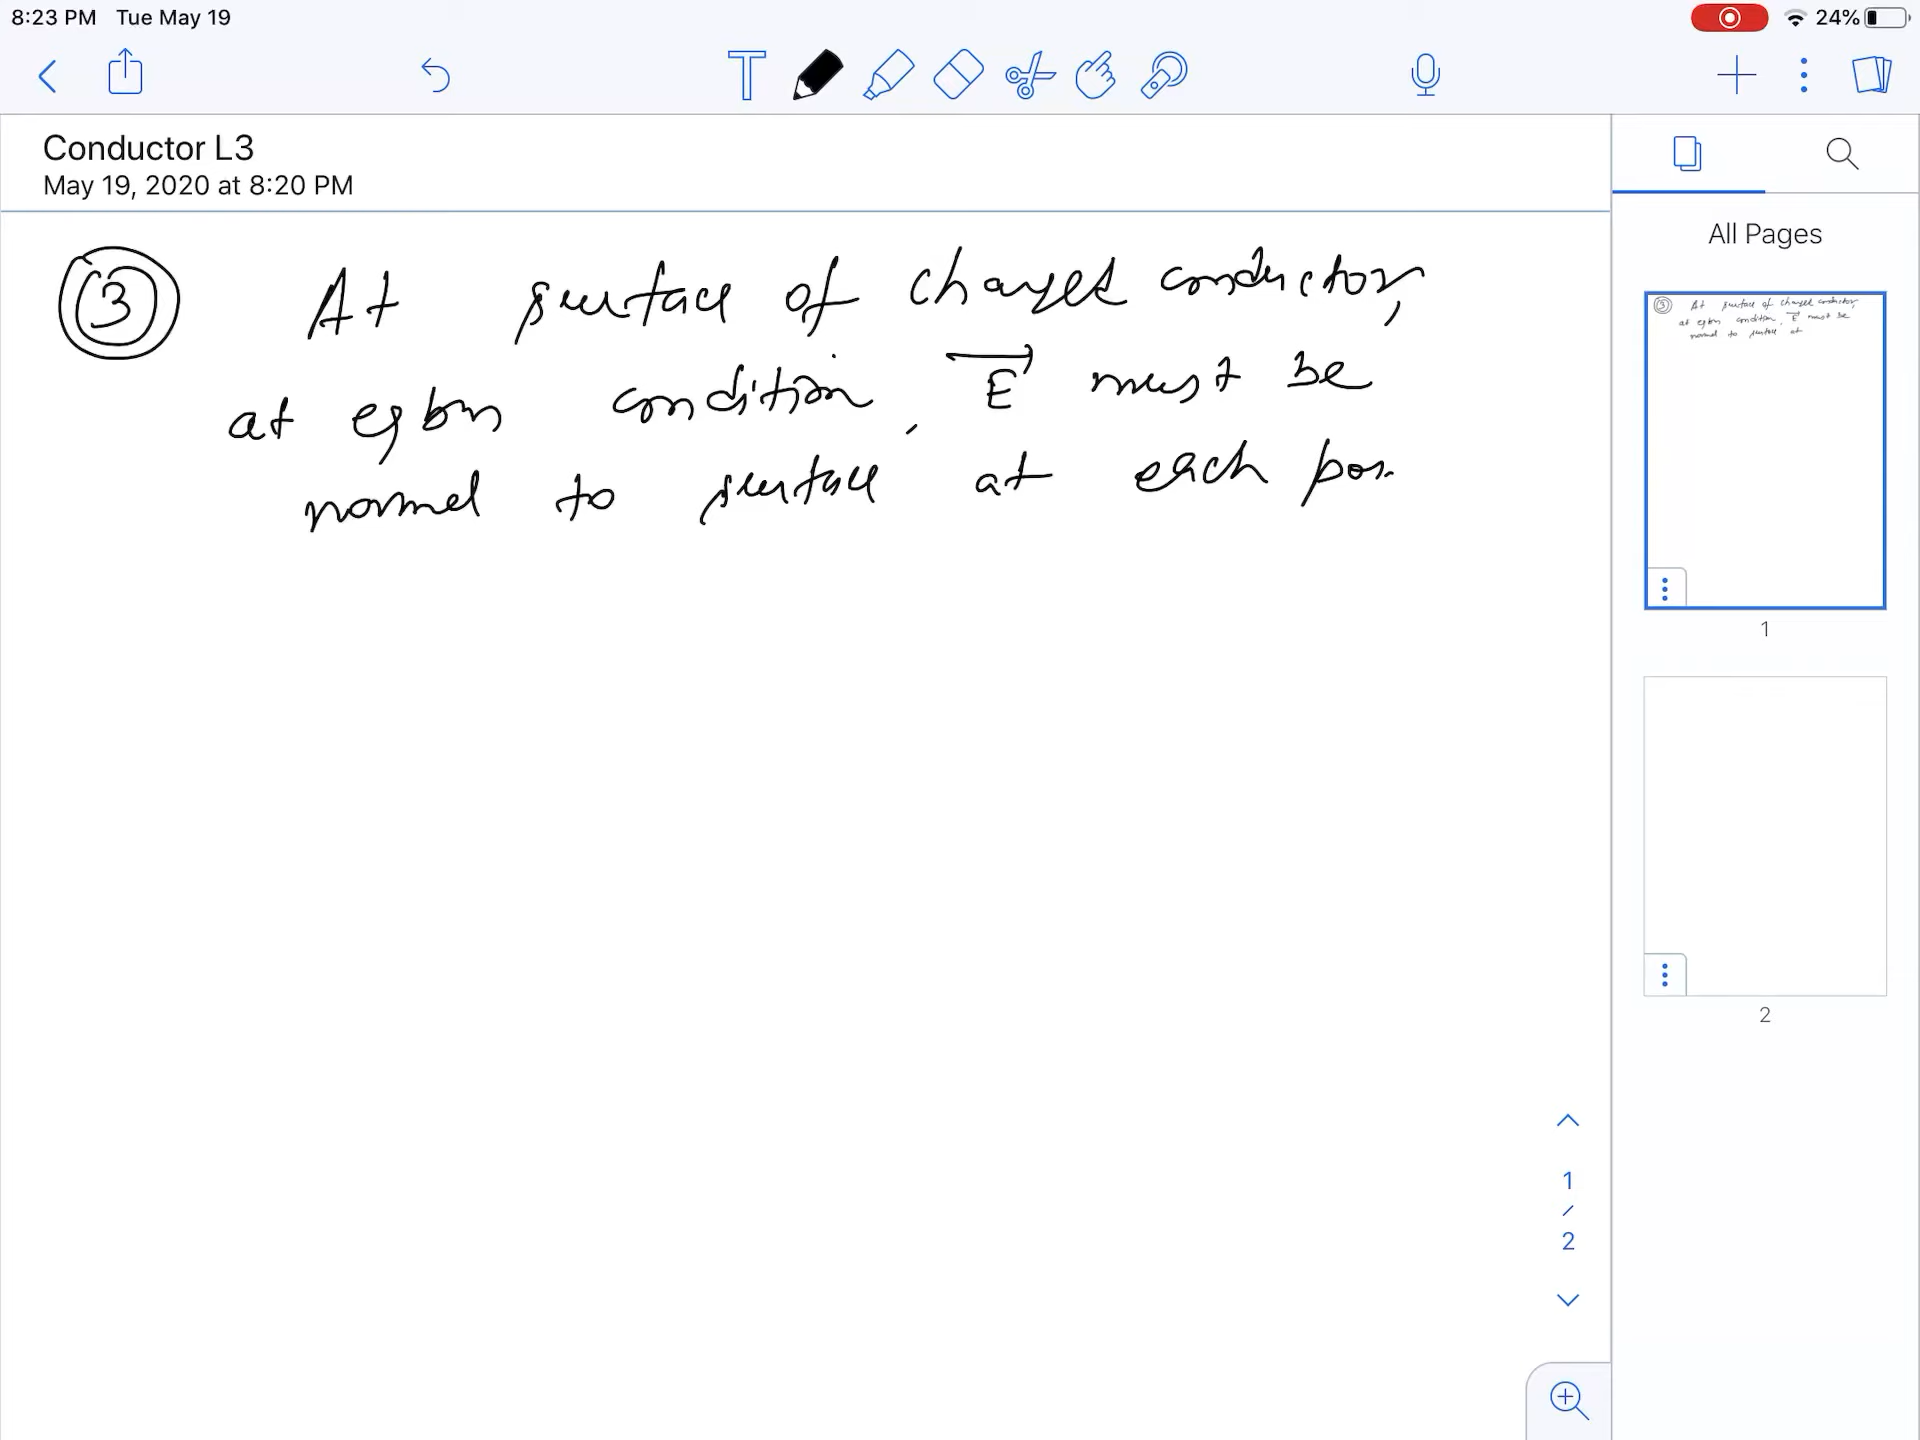 8:23 PM Tue May 19
24%
Conductor L3
May 19, 2020 at 8:20 PM
All Pages
3 At surface of charged conductor,
at eqbm condition, E must be
normal to surface at each poi
1
2
1
/
2